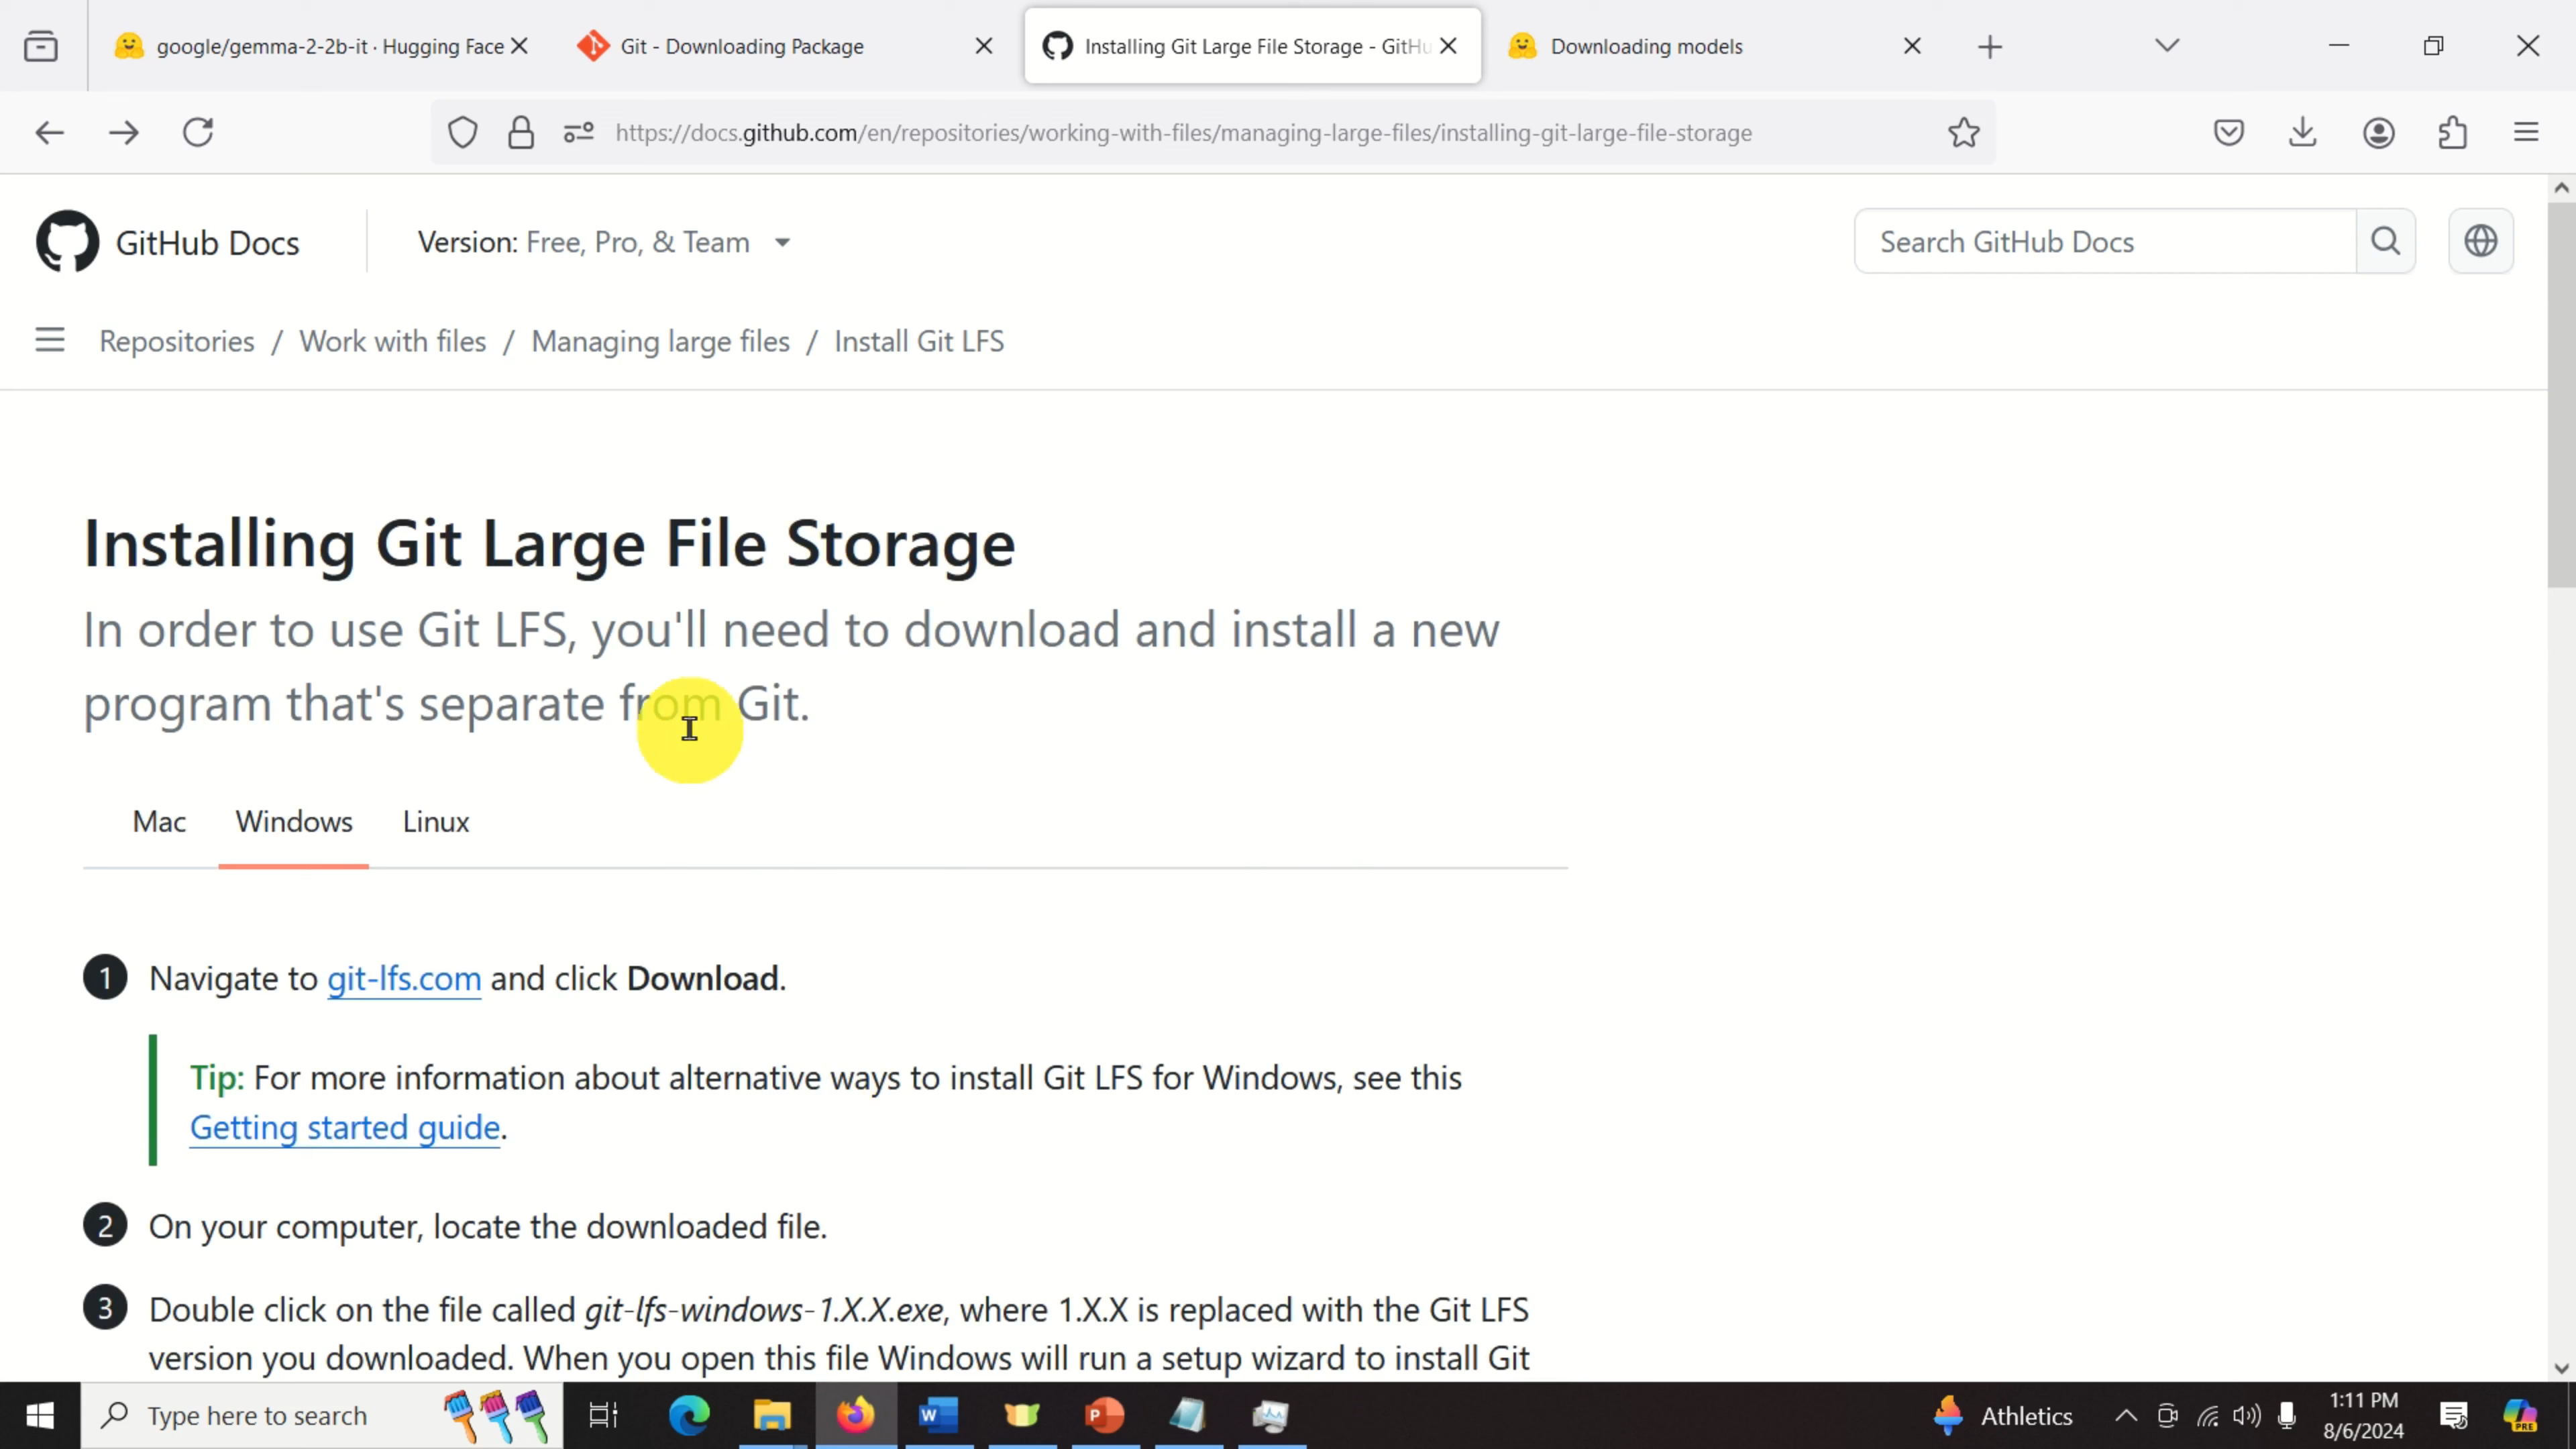 google/gemma-2-2b-it · Hugging Face
Git - Downloading Package
Installing Git Large File Storage - GitHu
Downloading models
https://docs.github.com/en/repositories/working-with-files/managing-large-files/installing-git-large-file-storage
GitHub Docs
Version: Free, Pro, & Team
Search GitHub Docs
Repositories / Work with files / Managing large files / Install Git LFS
Installing Git Large File Storage
In order to use Git LFS, you'll need to download and install a new
program that's separate from Git.
Mac Windows Linux
1 Navigate to git-lfs.com and click Download.
Tip: For more information about alternative ways to install Git LFS for Windows, see this
Getting started guide.
2 On your computer, locate the downloaded file.
3 Double click on the file called git-lfs-windows-1.X.X.exe, where 1.X.X is replaced with the Git LFS
version you downloaded. When you open this file Windows will run a setup wizard to install Git
Type here to search
W
P
Athletics
1:11 PM
8/6/2024
PRE